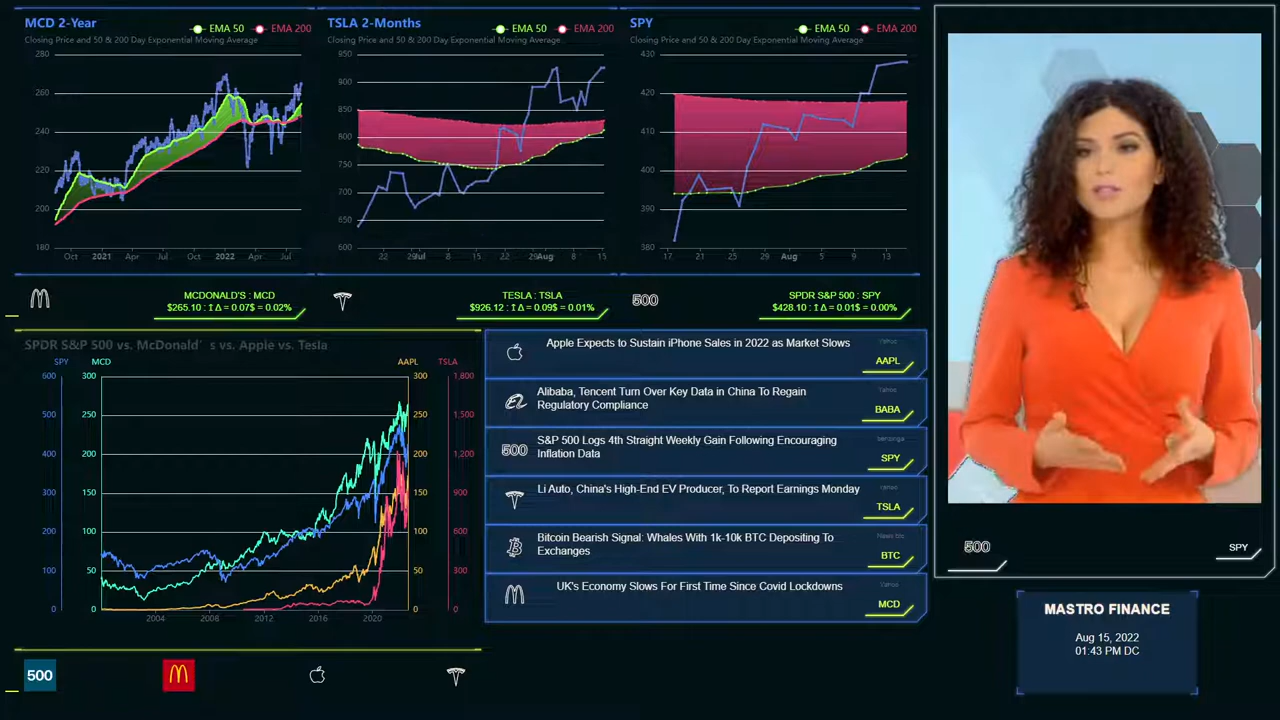 MCD 2-Year
EMA 50 EMA 200
Closing Price and 50 & 200 Day Exponential Moving Average
280
260
240
220
200
180
Oct 2021 Apr Jul Oct 2022 Apr Jul
TSLA 2-Months
EMA 50 EMA 200
Closing Price and 50 & 200 Day Exponential Moving Average
950
900
850
800
750
700
650
600
22 29 Jul 8 15 22 29 Aug 8 15
SPY
EMA 50 EMA 200
Closing Price and 50 & 200 Day Exponential Moving Average
430
420
410
400
390
380
17 21 25 29 Aug 5 9 13
MCDONALD'S : MCD
$265.10 : ↕ Δ = 0.07$ = 0.02%
TESLA : TSLA
$926.12 : ↕ Δ = 0.09$ = 0.01%
500
SPDR S&P 500 : SPY
$428.10 : ↕ Δ = 0.01$ = 0.00%
SPDR S&P 500 vs. McDonald’s vs. Apple vs. Tesla
SPY MCD AAPL TSLA
600 300 300 1,800
500 250 250 1,500
400 200 200 1,200
300 150 150 900
200 100 100 600
100 50 50 300
0 0 0 0
2004 2008 2012 2016 2020
500
Apple Expects to Sustain iPhone Sales in 2022 as Market Slows
Yahoo
AAPL
Alibaba, Tencent Turn Over Key Data in China To Regain
Regulatory Compliance
Yahoo
BABA
500
S&P 500 Logs 4th Straight Weekly Gain Following Encouraging
Inflation Data
benzinga
SPY
Li Auto, China's High-End EV Producer, To Report Earnings Monday
Yahoo
TSLA
Bitcoin Bearish Signal: Whales With 1k-10k BTC Depositing To
Exchanges
News btc
BTC
UK's Economy Slows For First Time Since Covid Lockdowns
Yahoo
MCD
500
SPY
MASTRO FINANCE
Aug 15, 2022
01:43 PM DC